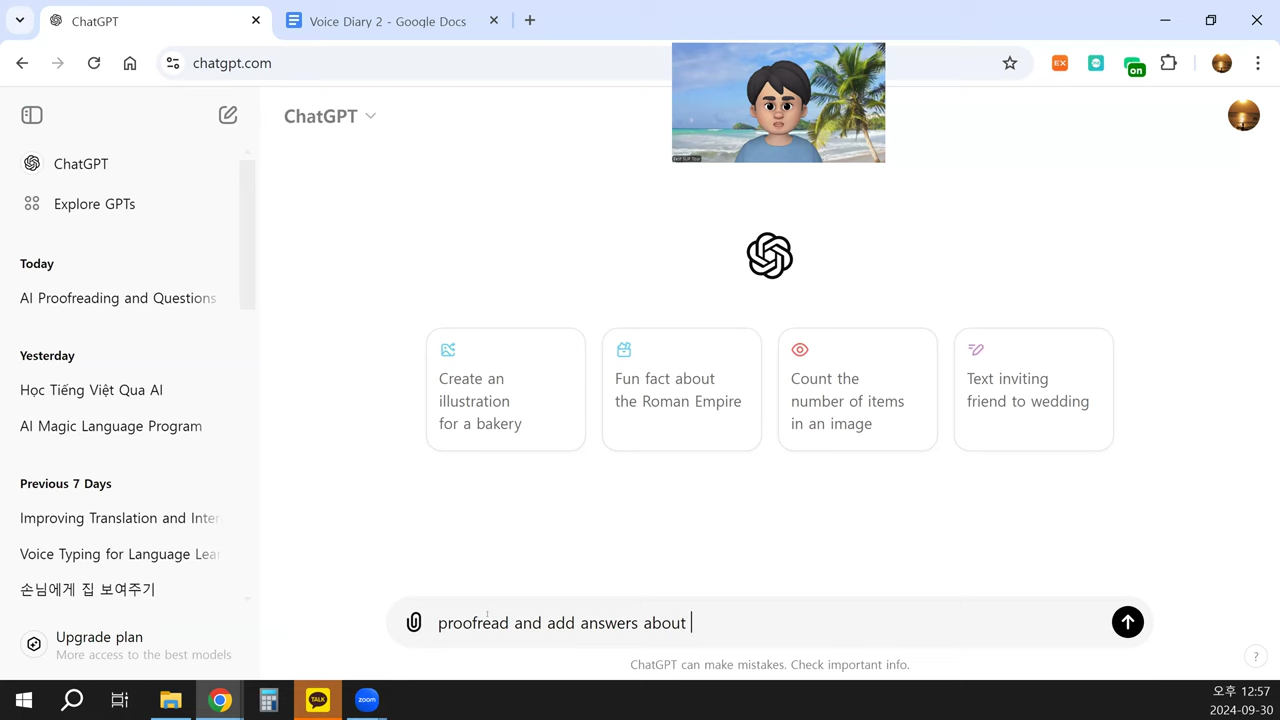 ChatGPT
Voice Diary 2 - Google Docs
chatgpt.com
EX
on
ChatGPT
ChatGPT
Explore GPTs
Today
AI Proofreading and Questions
Yesterday
Học Tiếng Việt Qua AI
AI Magic Language Program
Previous 7 Days
Improving Translation and Inter
Voice Typing for Language Lear
손님에게 집 보여주기
Upgrade plan
More access to the best models
Create an
illustration
for a bakery
Fun fact about
the Roman Empire
Count the
number of items
in an image
Text inviting
friend to wedding
proofread and add answers about
ChatGPT can make mistakes. Check important info.
?
TALK
zoom
오후 12:57
2024-09-30